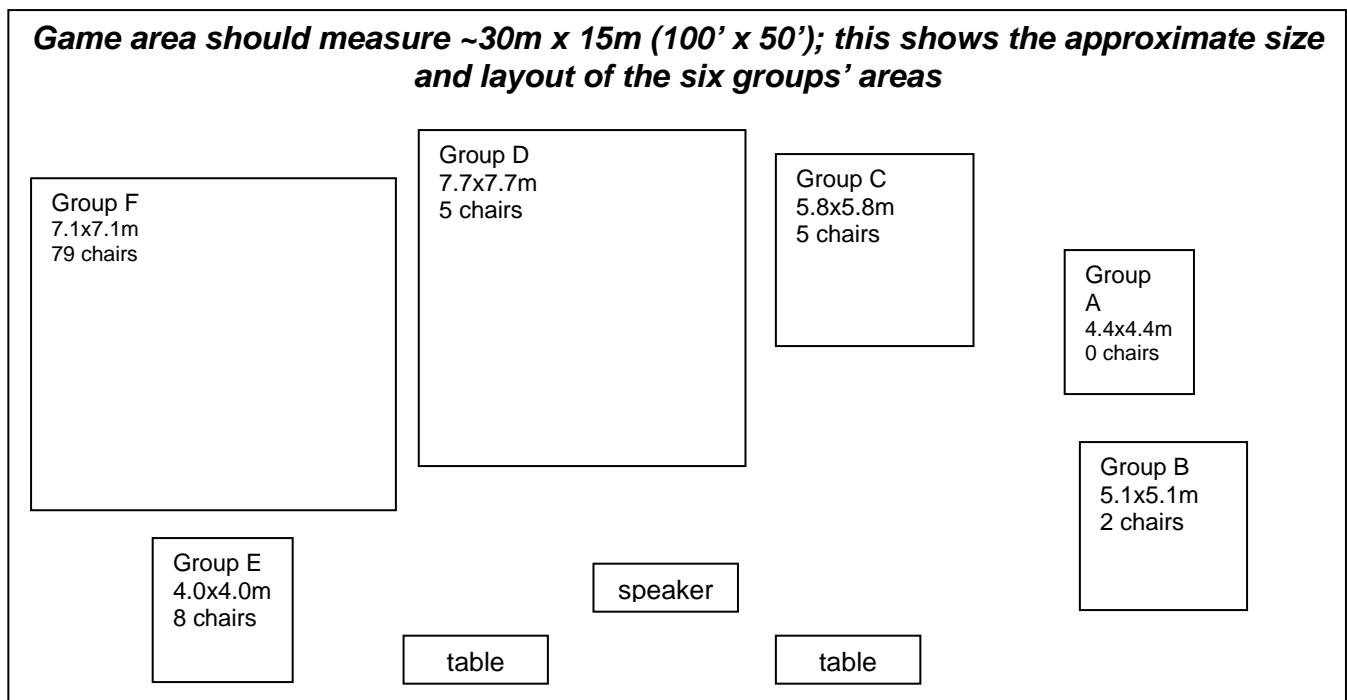 Game area should measure ~30m x 15m (100’ x 50’); this shows the approximate size
and layout of the six groups’ areas
Group F
7.1x7.1m
79 chairs
Group D
7.7x7.7m
5 chairs
Group C
5.8x5.8m
5 chairs
Group
A
4.4x4.4m
0 chairs
Group B
5.1x5.1m
2 chairs
Group E
4.0x4.0m
8 chairs
speaker
table
table